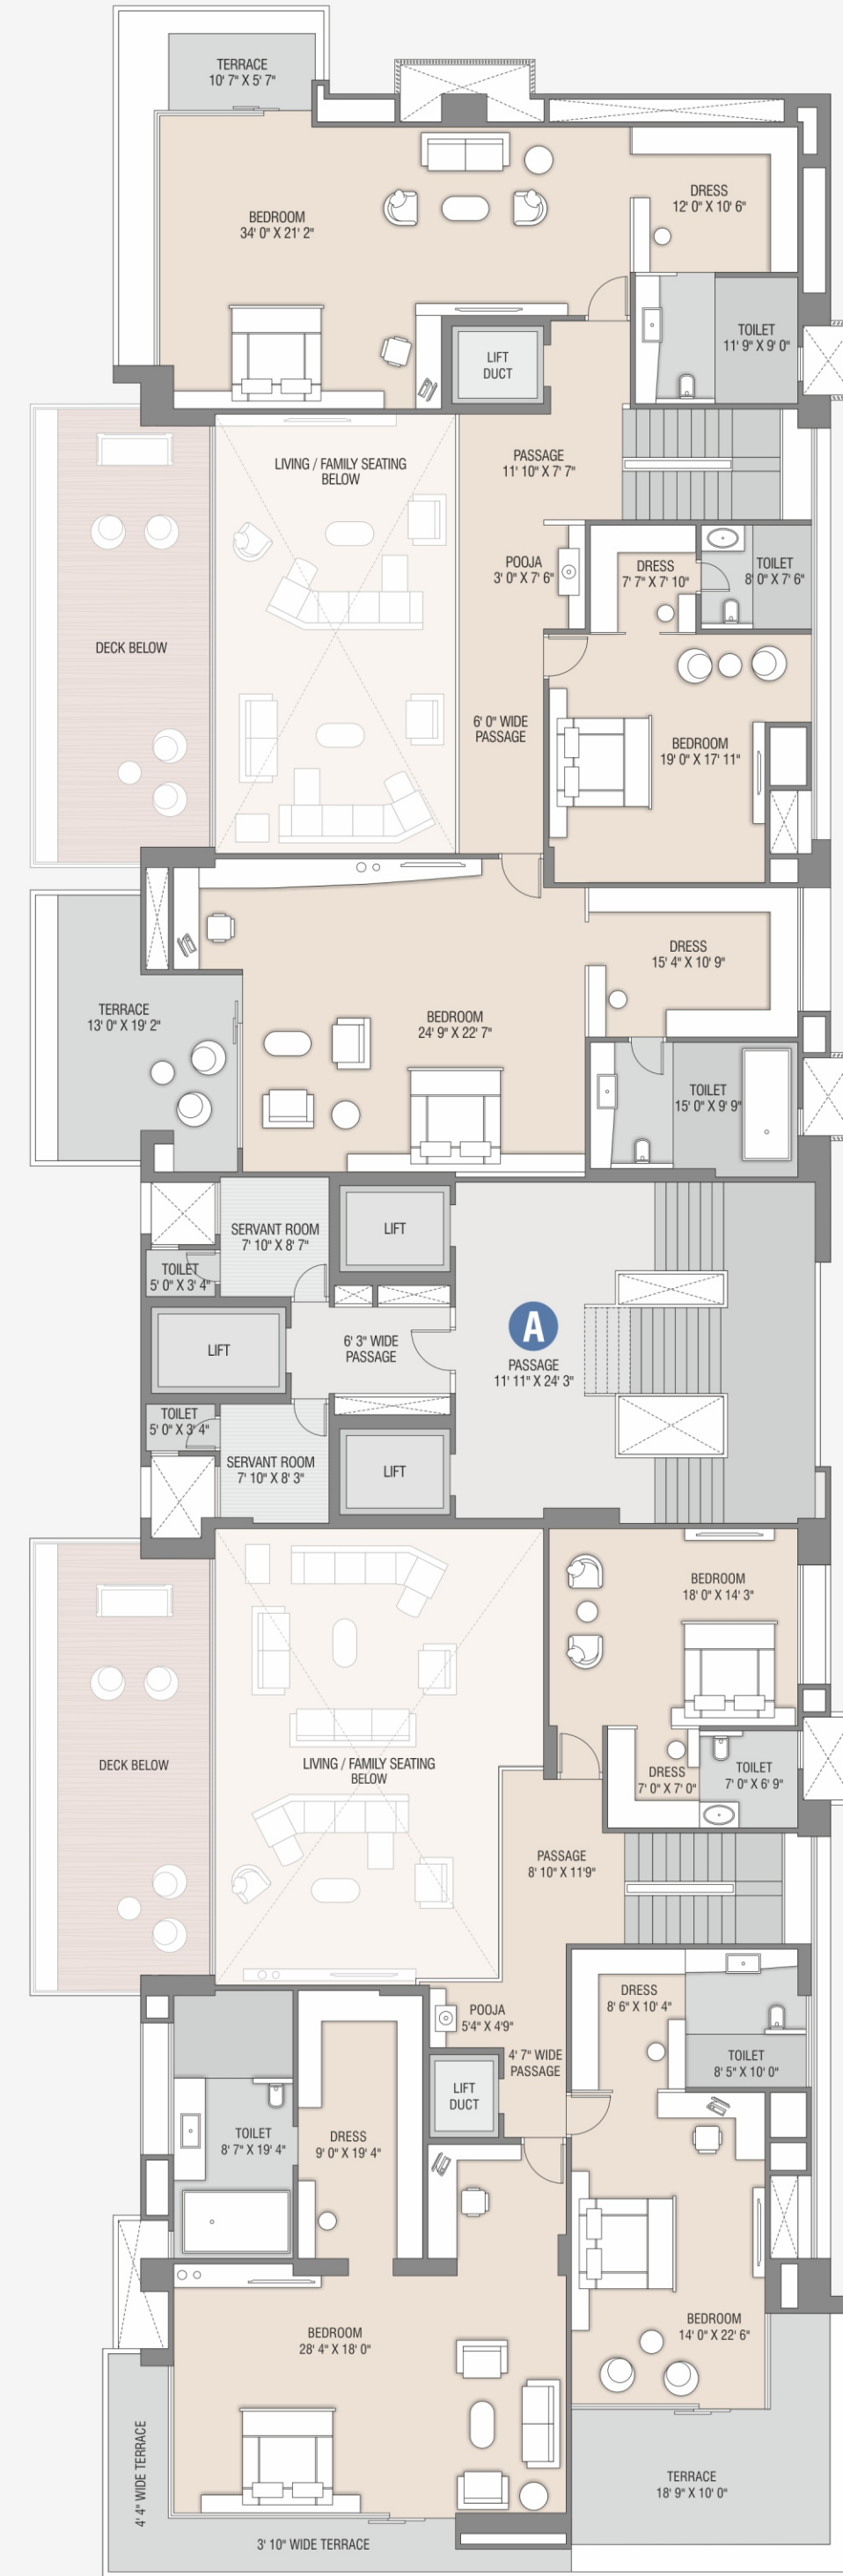 TERRACE
10' 7" X 5' 7"
BEDROOM
34' 0" X 21' 2"
DRESS
12' 0" X 10' 6"
TOILET
11' 9" X 9' 0"
LIFT
DUCT
PASSAGE
11' 10" X 7' 7"
LIVING / FAMILY SEATING
BELOW
POOJA
3' 0" X 7' 6"
DRESS
7' 7" X 7' 10"
TOILET
8' 0" X 7' 6"
DECK BELOW
6' 0" WIDE
PASSAGE
BEDROOM
19' 0" X 17' 11"
DRESS
15' 4" X 10' 9"
TERRACE
13' 0" X 19' 2"
BEDROOM
24' 9" X 22' 7"
TOILET
15' 0" X 9' 9"
SERVANT ROOM
7' 10" X 8' 7"
LIFT
TOILET
5' 0" X 3' 4"
LIFT
6' 3" WIDE
PASSAGE
A
PASSAGE
11' 11" X 24' 3"
TOILET
5' 0" X 3' 4"
SERVANT ROOM
7' 10" X 8' 3"
LIFT
BEDROOM
18' 0" X 14' 3"
DECK BELOW
LIVING / FAMILY SEATING
BELOW
DRESS
7' 0" X 7' 0"
TOILET
7' 0" X 6' 9"
PASSAGE
8' 10" X 11'9"
POOJA
5'4" X 4'9"
DRESS
8' 6" X 10' 4"
TOILET
8' 5" X 10' 0"
4' 7" WIDE
PASSAGE
LIFT
DUCT
TOILET
8' 7" X 19' 4"
DRESS
9' 0" X 19' 4"
BEDROOM
28' 4" X 18' 0"
BEDROOM
14' 0" X 22' 6"
4' 4" WIDE TERRACE
TERRACE
18' 9" X 10' 0"
3' 10" WIDE TERRACE